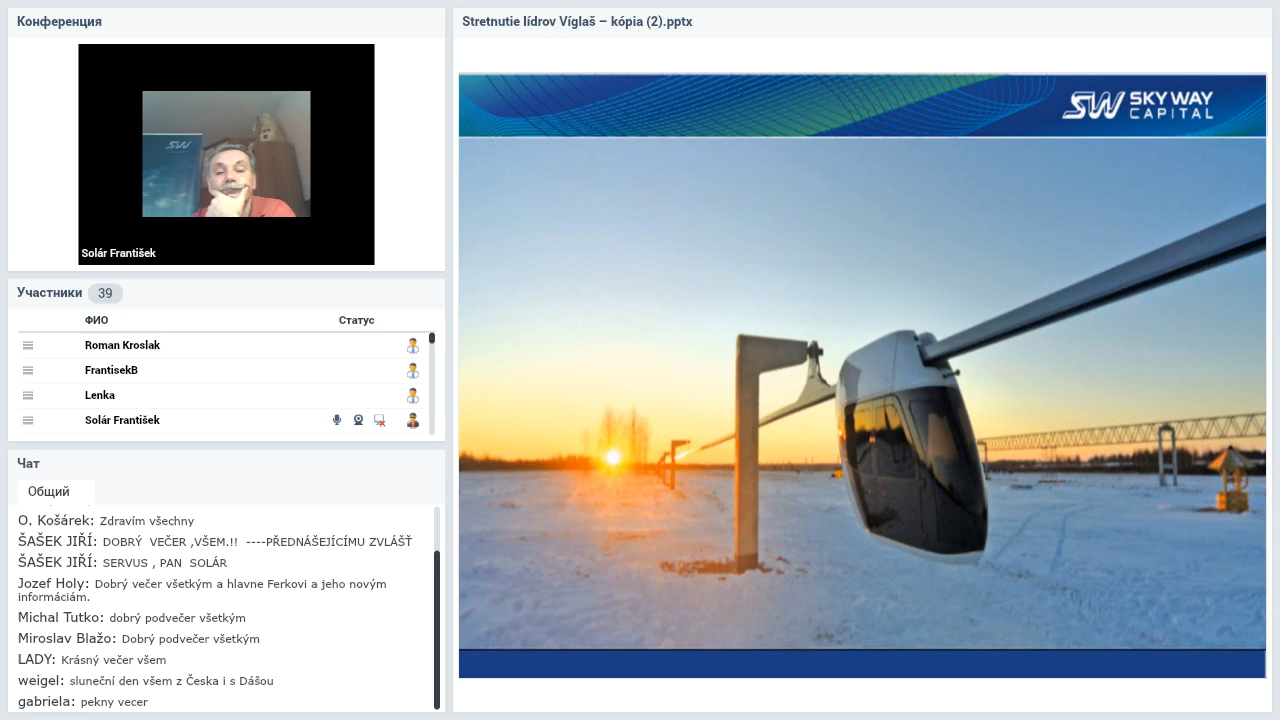 Конференция
Solár František
Участники 39
ФИО Статус
Roman Kroslak
FrantisekB
Lenka
Solár František
Чат
Общий
O. Košárek: Zdravím všechny
ŠAŠEK JIŘÍ: DOBRÝ VEČER ,VŠEM.!! ----PŘEDNÁŠEJÍCÍMU ZVLÁŠŤ
ŠAŠEK JIŘÍ: SERVUS , PAN SOLÁR
Jozef Holy: Dobrý večer všetkým a hlavne Ferkovi a jeho novým
informáciám.
Michal Tutko: dobrý podvečer všetkým
Miroslav Blažo: Dobrý podvečer všetkým
LADY: Krásný večer všem
weigel: sluneční den všem z Česka i s Dášou
gabriela: pekny vecer
Stretnutie lídrov Víglaš – kópia (2).pptx
SW SKY WAY
CAPITAL
SW